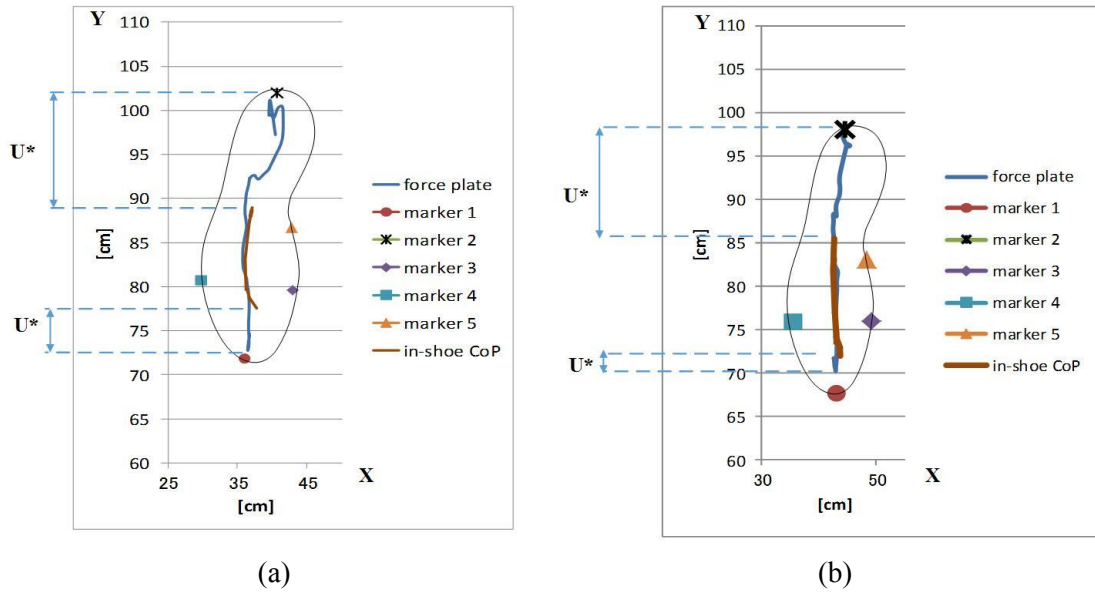 Y
110
105
100
95
90
85
80
75
70
65
60
[cm]
25
35
45
X
[cm]
U*
U*
force plate
marker 1
marker 2
marker 3
marker 4
marker 5
in-shoe CoP
(a)
Y
110
105
100
95
90
85
80
75
70
65
60
[cm]
30
50
X
[cm]
U*
U*
force plate
marker 1
marker 2
marker 3
marker 4
marker 5
in-shoe CoP
(b)